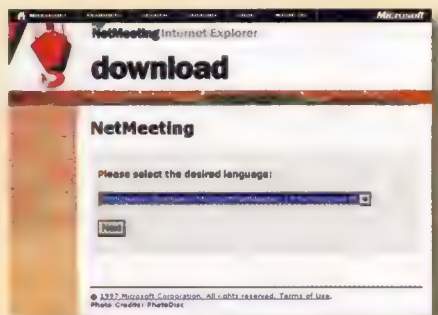 Microsoft
NetMeeting Internet Explorer
download
NetMeeting
Please select the desired language:
Next
© 1997 Microsoft Corporation. All rights reserved. Terms of Use.
Photo Credits: PhotoDisc